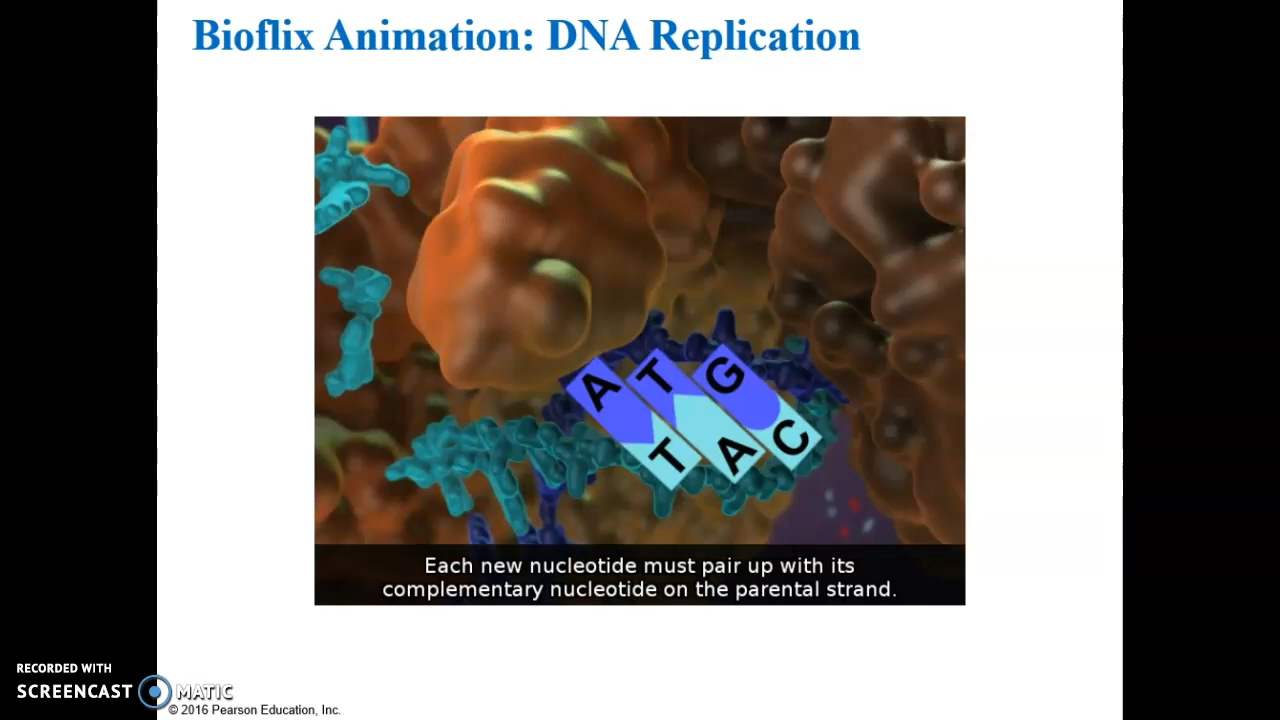 Bioflix Animation: DNA Replication
A T G
T A C
Each new nucleotide must pair up with its
complementary nucleotide on the parental strand.
RECORDED WITH
SCREENCAST MATIC
© 2016 Pearson Education, Inc.